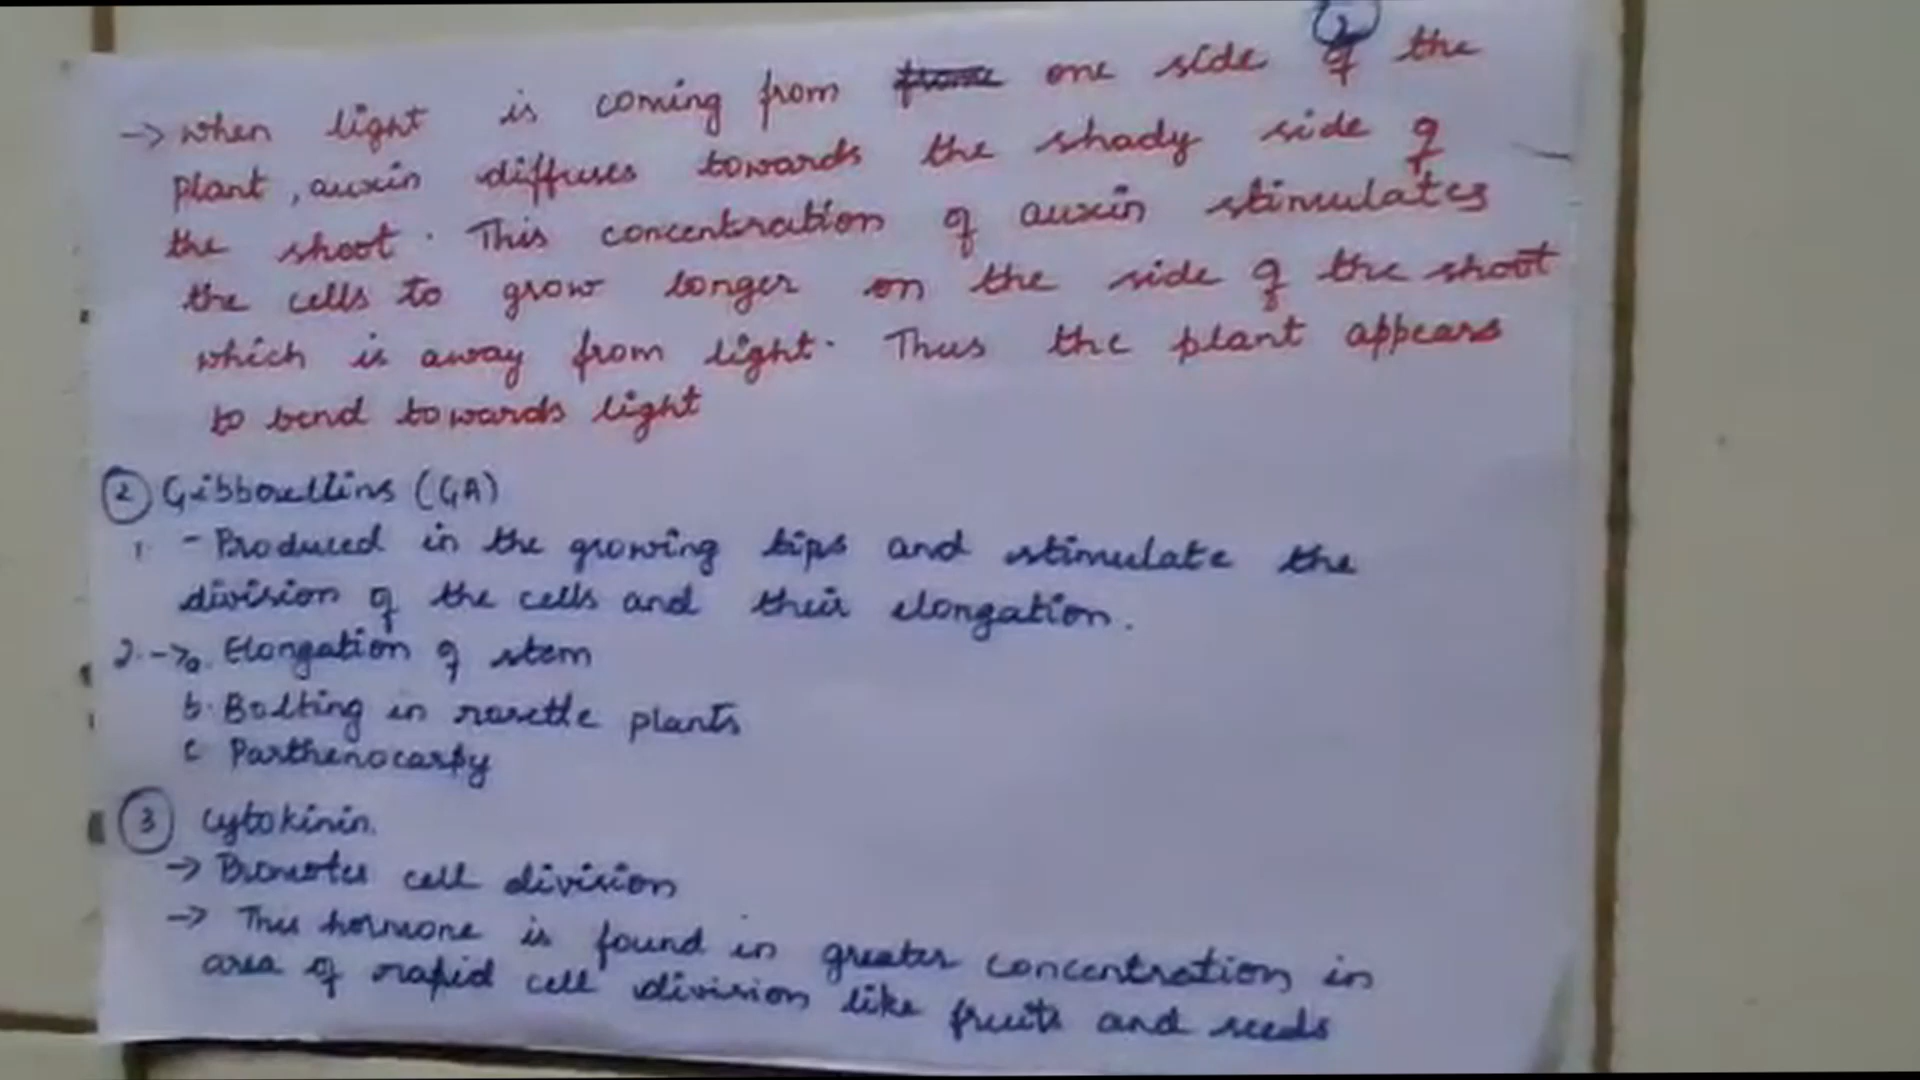 2
→ when light is coming from one side of the
plant, auxin diffuses towards the shady side of
the shoot. This concentration of auxin stimulates
the cells to grow longer on the side of the shoot
which is away from light. Thus the plant appears
to bend towards light
② Gibborellins (GA)
1. - Produced in the growing tips and stimulate the
division of the cells and their elongation.
2. → a. Elongation of stem
b. Bolting in rosette plants
c Parthenocarpy
③ Cytokinin.
→ Promotes cell division
→ This hormone is found in greater concentration in
area of rapid cell division like fruits and seeds